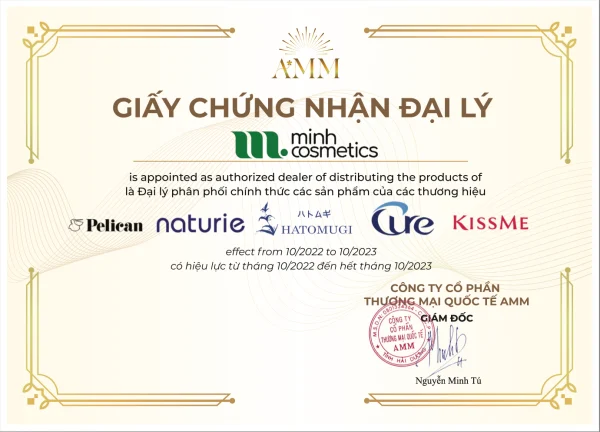 A*MM
GIẤY CHỨNG NHẬN ĐẠI LÝ
m. minh
cosmetics
is appointed as authorized dealer of distributing the products of
là Đại lý phân phối chính thức các sản phẩm của các thương hiệu
Pelican naturie ハトムギ HATOMUGI Cure KISSME
effect from 10/2022 to 10/2023
có hiệu lực từ tháng 10/2022 đến hết tháng 10/2023
CÔNG TY CỔ PHẦN
THƯƠNG MẠI QUỐC TẾ AMM
GIÁM ĐỐC
CÔNG TY
CỔ PHẦN
THƯƠNG MẠI QUỐC TẾ
AMM
TỈNH HẢI DƯƠNG
Nguyễn Minh Tú